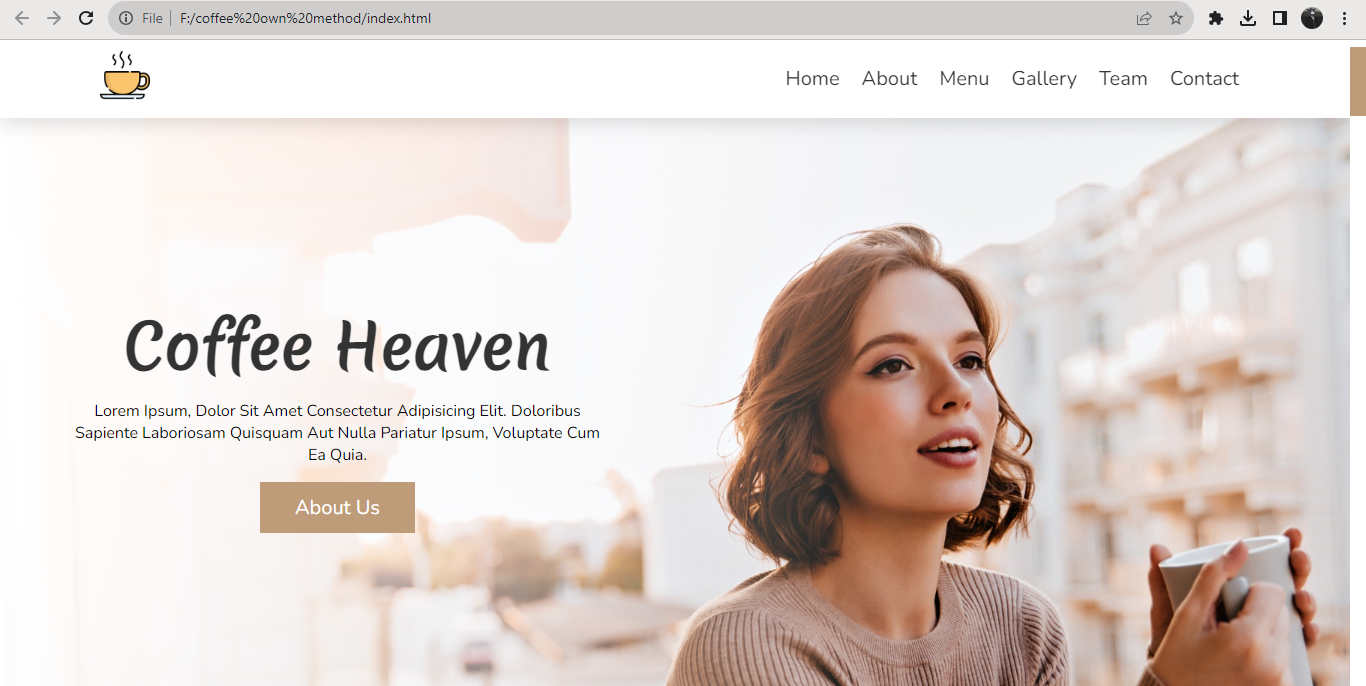 File
F:/coffee%20own%20method/index.html
Home About Menu Gallery Team Contact
Coffee Heaven
Lorem Ipsum, Dolor Sit Amet Consectetur Adipisicing Elit. Doloribus
Sapiente Laboriosam Quisquam Aut Nulla Pariatur Ipsum, Voluptate Cum
Ea Quia.
About Us